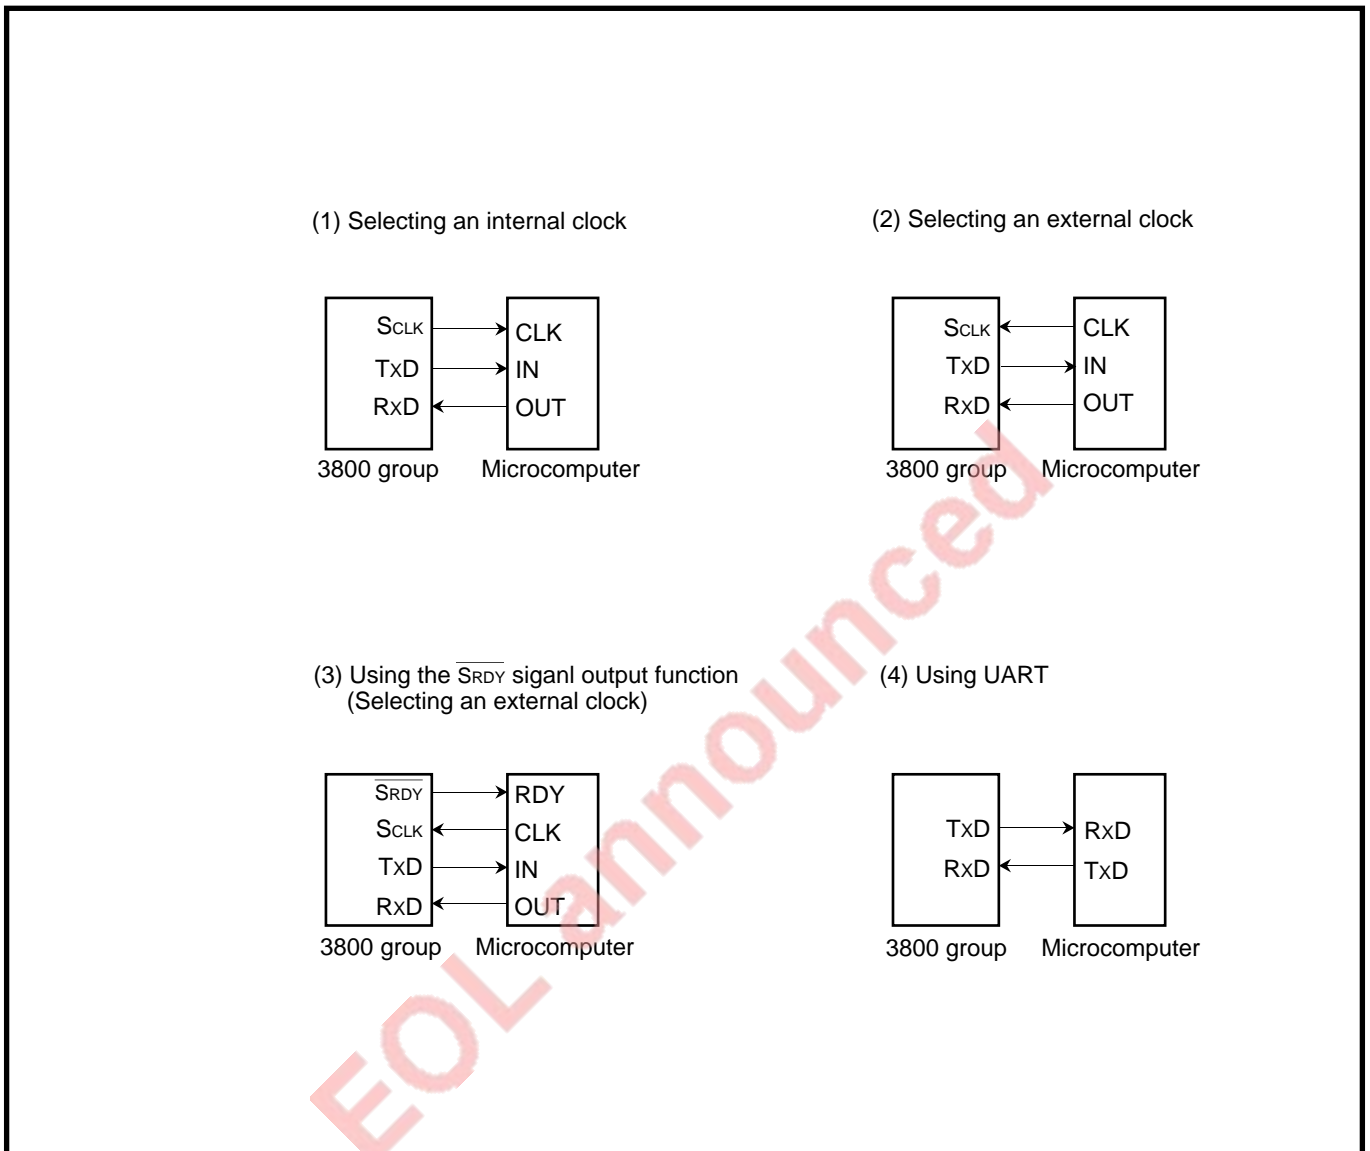 (1) Selecting an internal clock
SCLK
TxD
RxD
CLK
IN
OUT
3800 group
Microcomputer
(2) Selecting an external clock
SCLK
TxD
RxD
CLK
IN
OUT
3800 group
Microcomputer
(3) Using the SRDY siganl output function
(Selecting an external clock)
SRDY
SCLK
TxD
RxD
RDY
CLK
IN
OUT
3800 group
Microcomputer
(4) Using UART
TxD
RxD
RxD
TxD
3800 group
Microcomputer
EOL announced